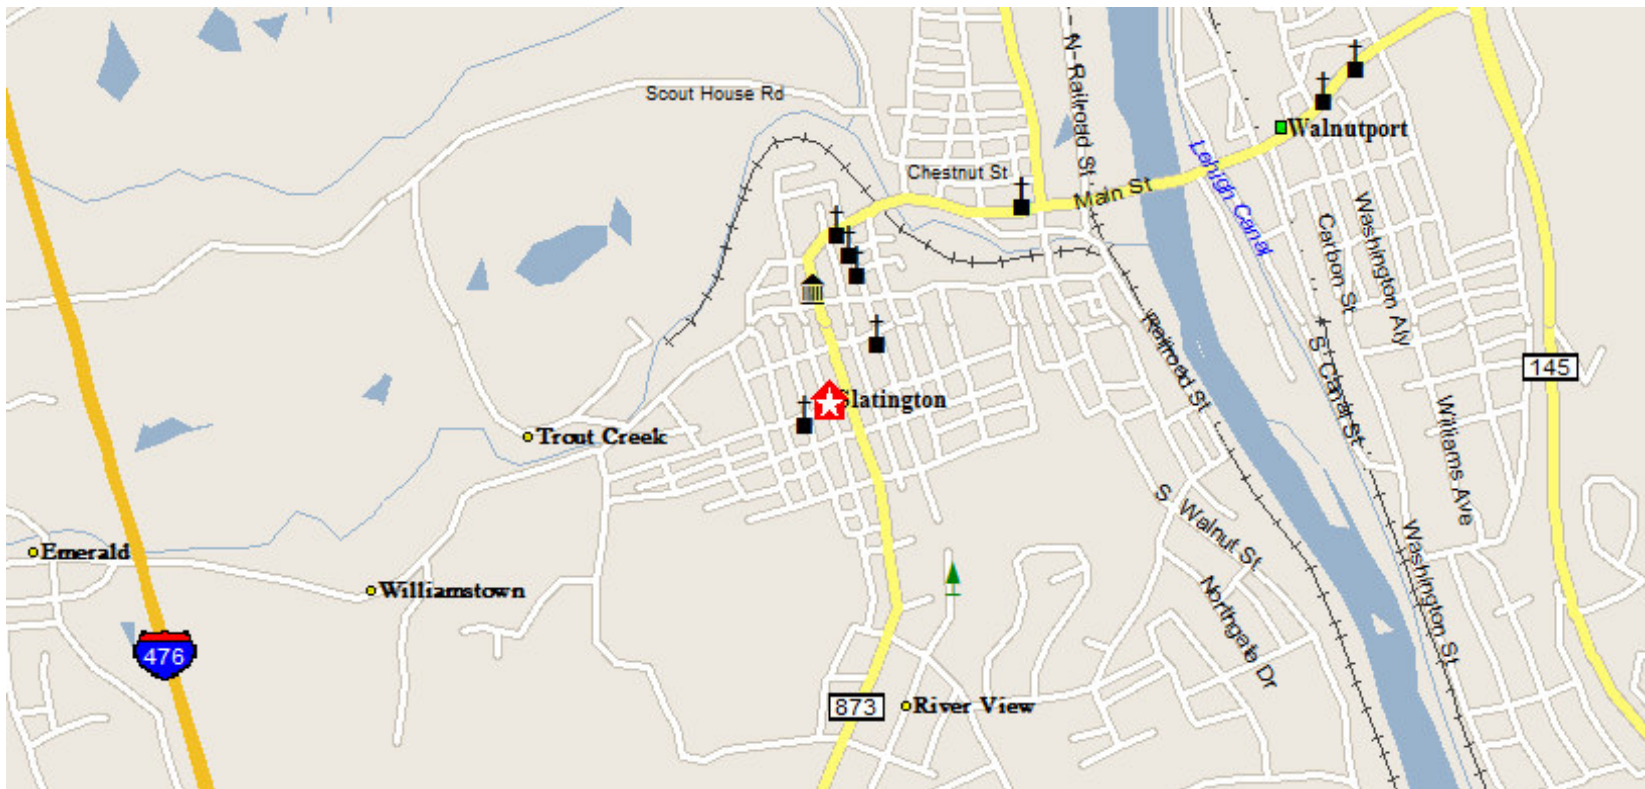 Scout House Rd
N Railroad St
Walnutport
Chestnut St
Main St
Lehigh Canal
Carbon St
Washington Aly
Railroad St
S Canal St
145
Slatington
Trout Creek
Williams Ave
S Walnut St
Emerald
Williamstown
Northgate Dr
Washington St
476
873
River View